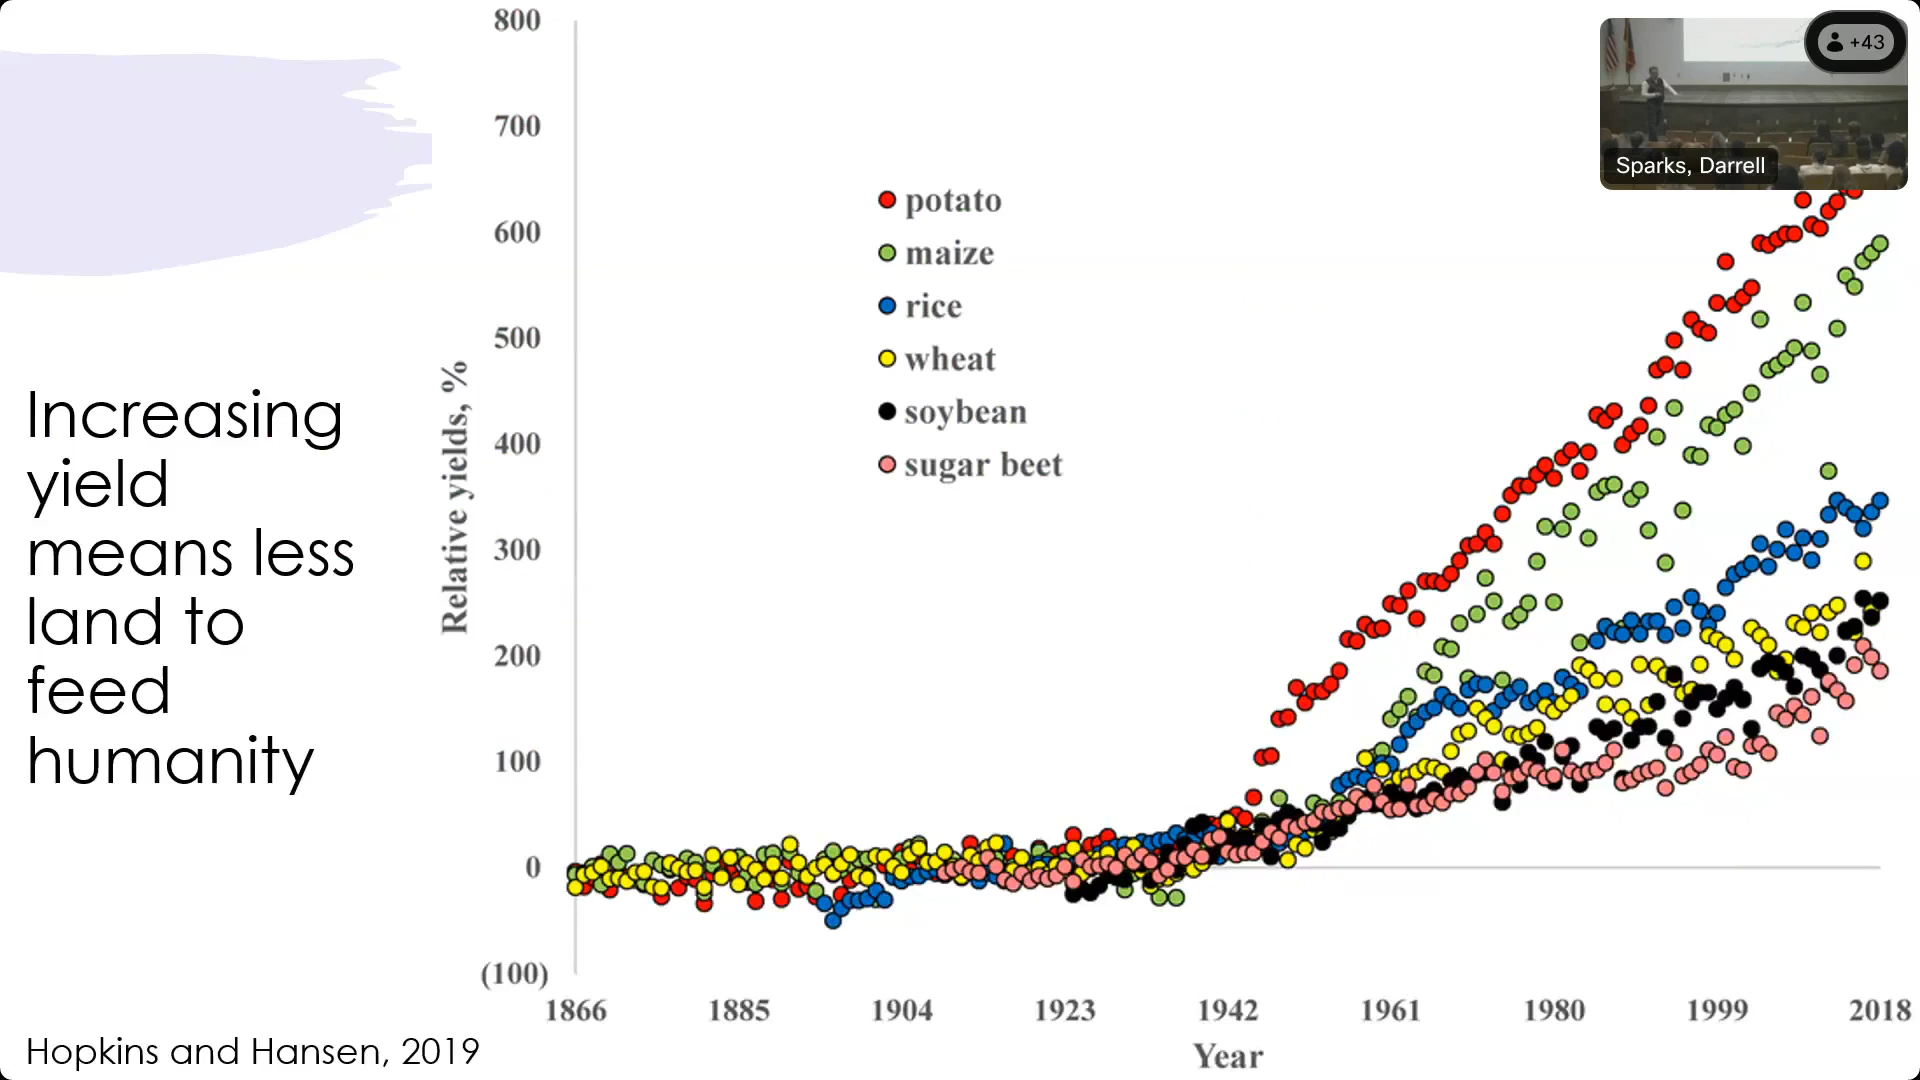 Increasing
yield
means less
land to
feed
humanity
Hopkins and Hansen, 2019
800
700
600
500
400
300
200
100
0
(100)
Relative yields, %
potato
maize
rice
wheat
soybean
sugar beet
1866 1885 1904 1923 1942 1961 1980 1999 2018
Year
+43
Sparks, Darrell